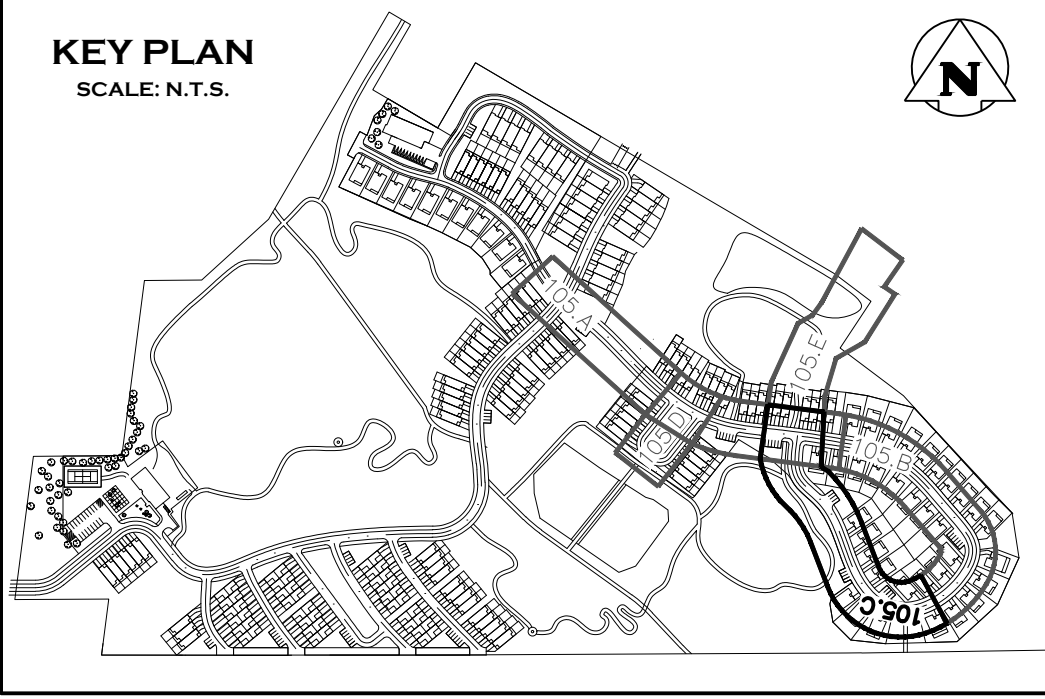 KEY PLAN
SCALE: N.T.S.
N
105.A
105.E
105.D
105.B
105.C